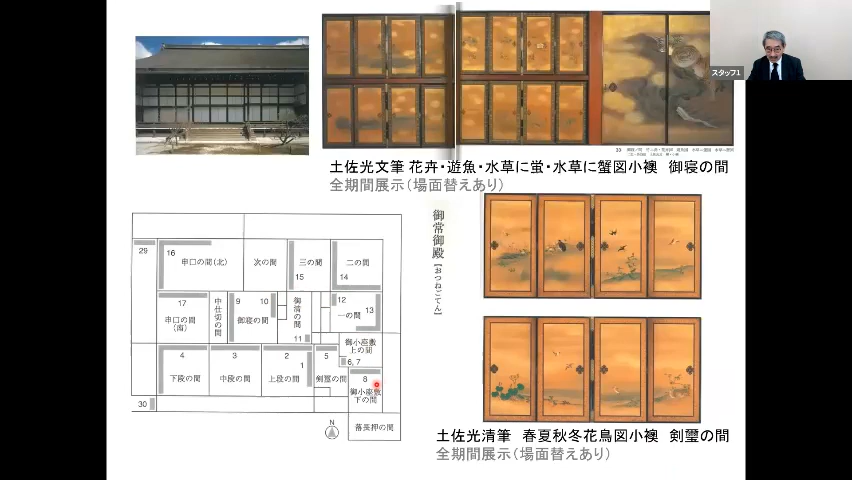 スタッフ1
土佐光文筆 花卉・遊魚・水草に蛍・水草に蟹図小襖　御寝の間
全期間展示（場面替えあり）
御常御殿【おつねごてん】
29
16
申口の間（北）
次の間
三の間
15
二の間
14
17
申口の間（南）
中仕切の間
9
10
御寝の間
御清の間
11
12
一の間
13
御小座敷上の間
6, 7
4
下段の間
3
中段の間
2
上段の間
1
5
剣璽の間
8
御小座敷下の間
30
落長押の間
N
土佐光清筆　春夏秋冬花鳥図小襖　剣璽の間
全期間展示（場面替えあり）